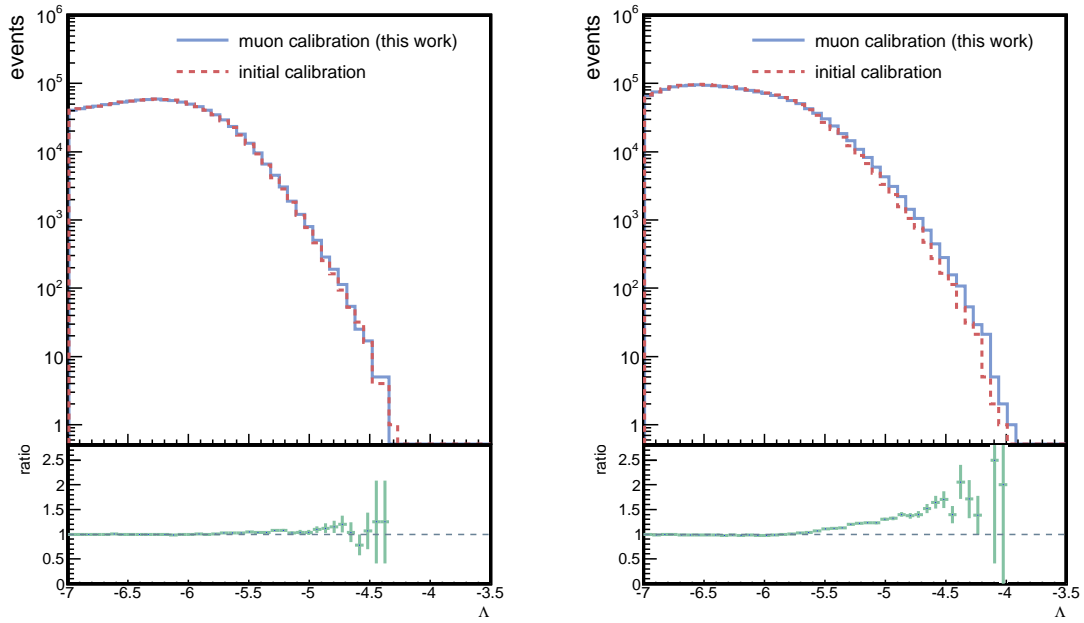 events
10^6
10^5
10^4
10^3
10^2
10
1
muon calibration (this work)
initial calibration
ratio
2.5
2
1.5
1
0.5
0
-7 -6.5 -6 -5.5 -5 -4.5 -4 -3.5
Λ
events
10^6
10^5
10^4
10^3
10^2
10
1
muon calibration (this work)
initial calibration
ratio
2.5
2
1.5
1
0.5
0
-7 -6.5 -6 -5.5 -5 -4.5 -4 -3.5
Λ